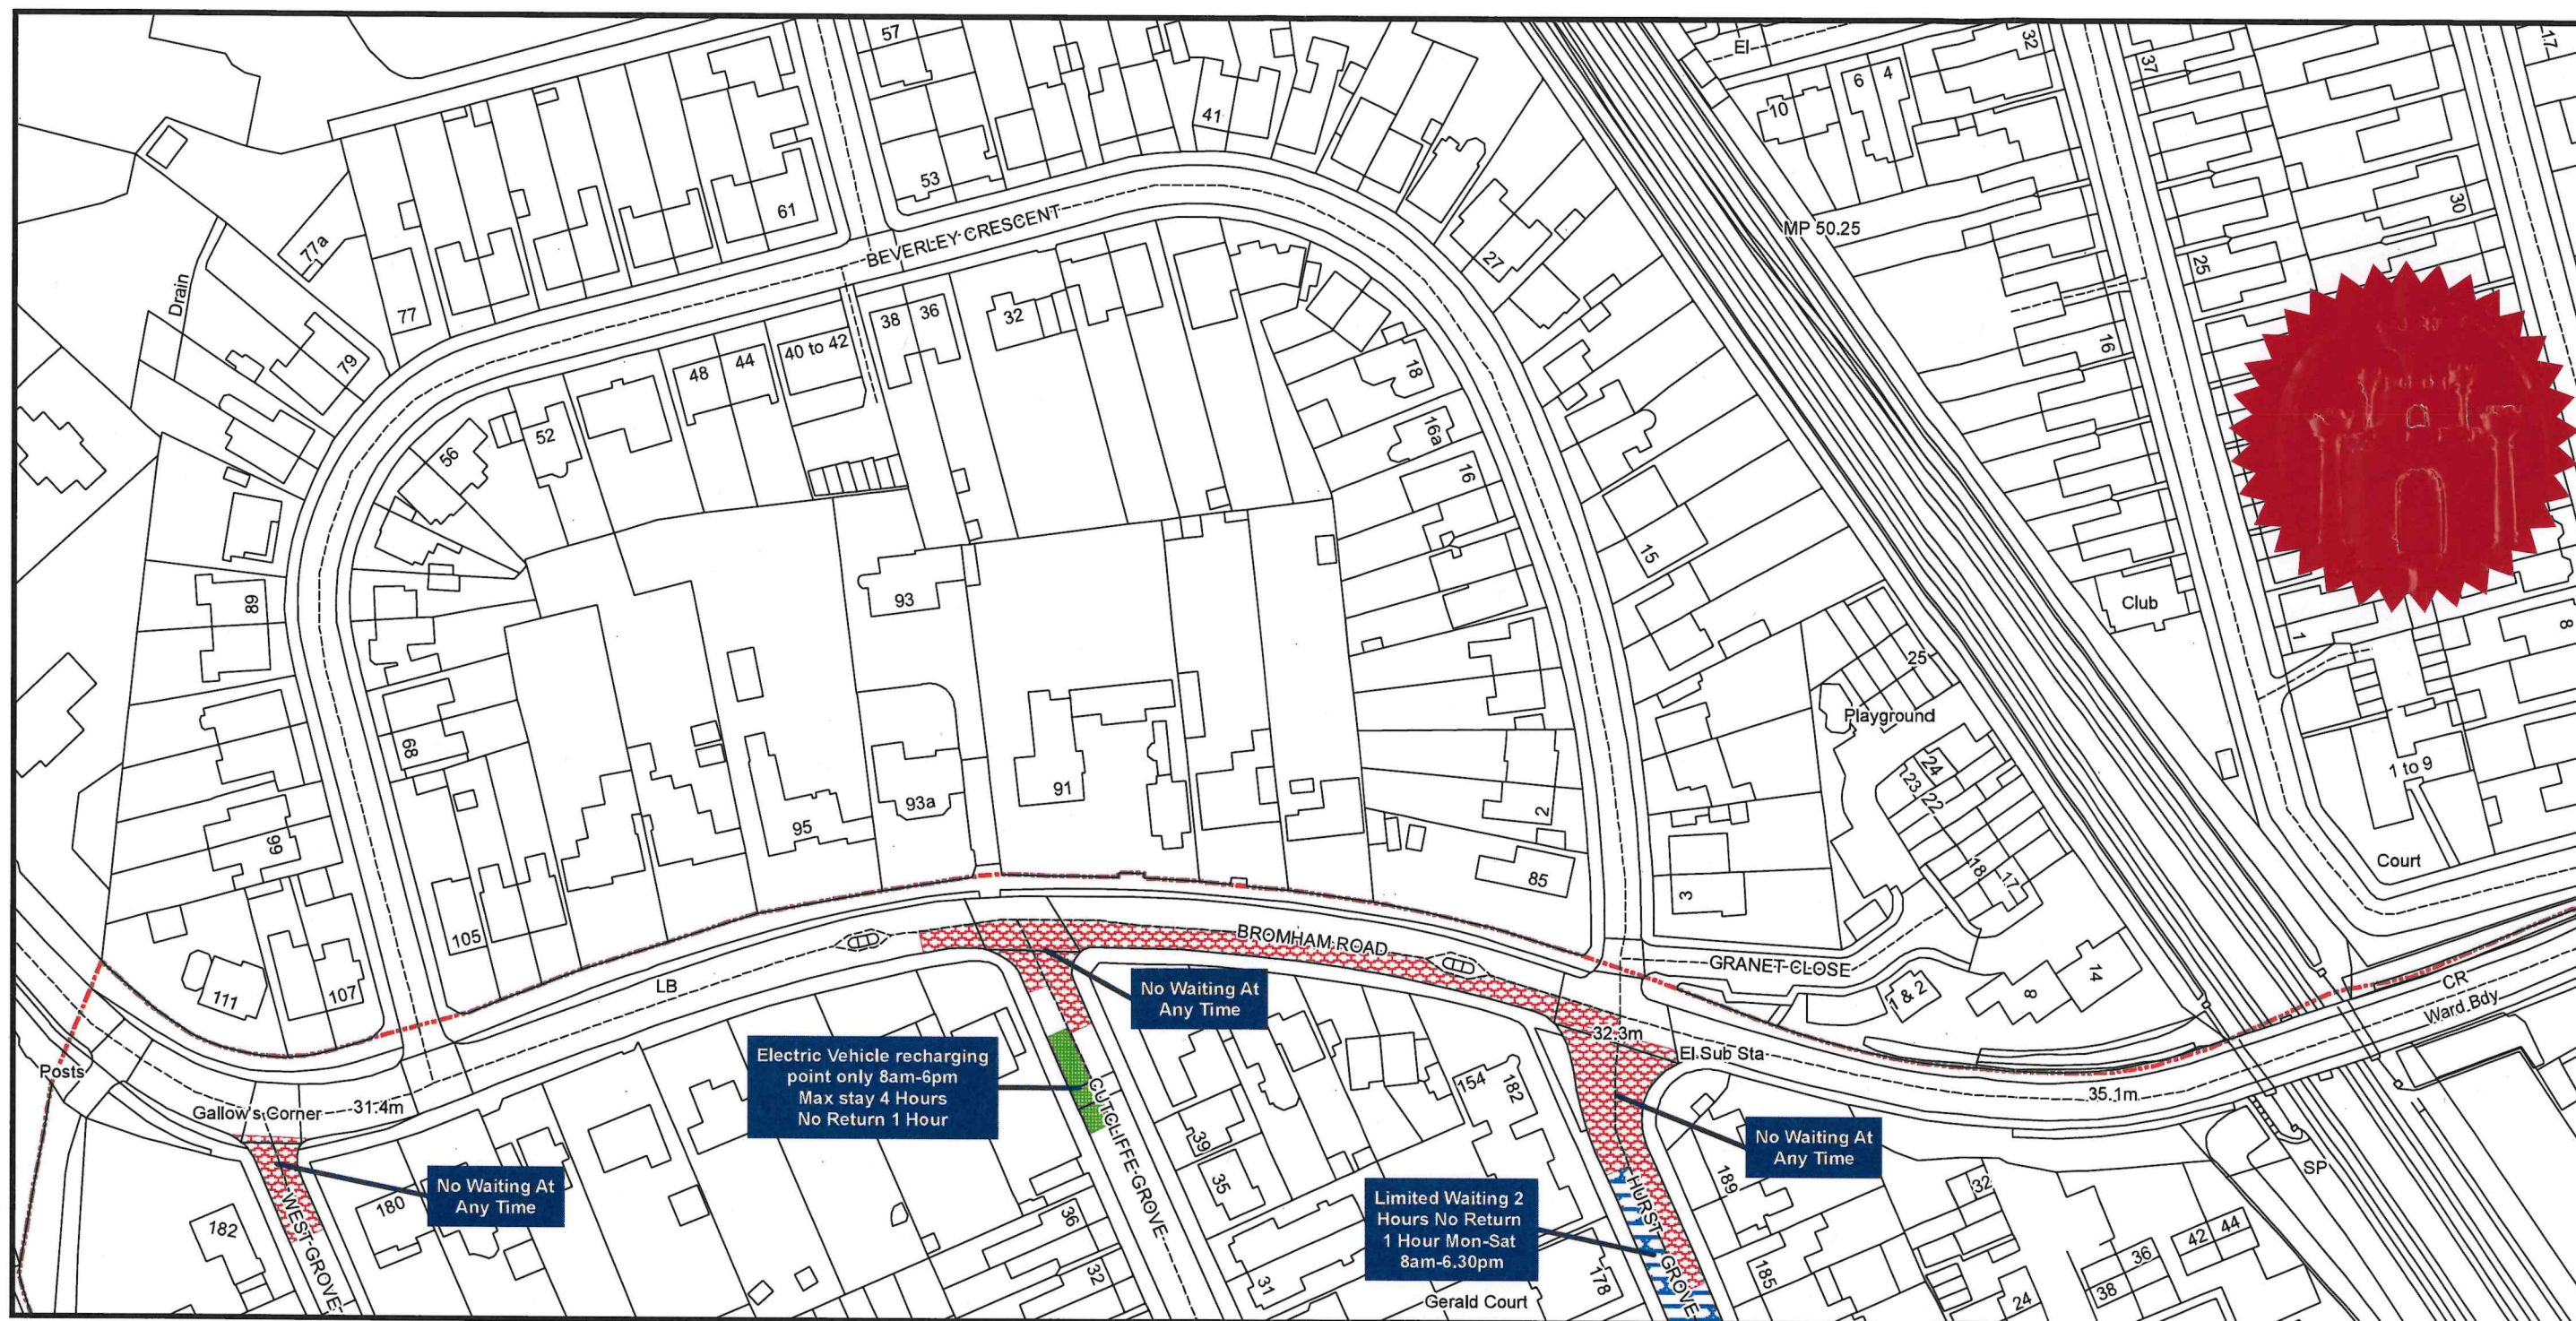 57
El
32
37
17
10
6
4
41
53
61
30
77a
BEVERLEY CRESCENT
MP 50.25
27
25
Drain
77
38
36
32
40 to 42
44
48
79
18
16
52
56
16a
16
15
89
93
Club
1
8
68
25
Playground
1 to 9
24
23
22
91
93a
95
2
99
85
3
18
17
Court
105
BROMHAM ROAD
GRANET CLOSE
111
107
LB
1 & 2
8
14
CR
Ward Bdy
No Waiting At
Any Time
32.3m
El Sub Sta
35.1m
Posts
Gallow's Corner
31.4m
Electric Vehicle recharging
point only 8am-6pm
Max stay 4 Hours
No Return 1 Hour
CUTCLIFFE GROVE
154
182
39
35
No Waiting At
Any Time
SP
No Waiting At
Any Time
WEST GROVE
180
182
36
32
31
Limited Waiting 2
Hours No Return
1 Hour Mon-Sat
8am-6.30pm
HURST GROVE
189
185
178
Gerald Court
32
24
38
36
42
44